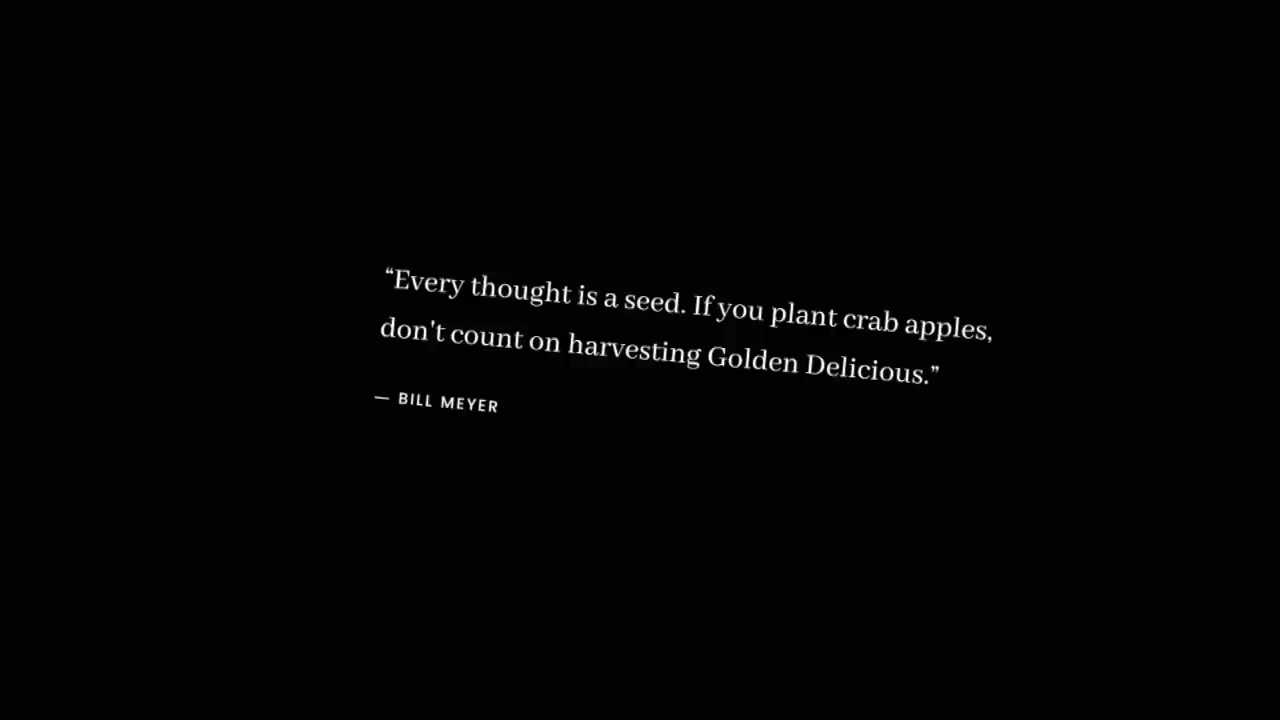 “Every thought is a seed. If you plant crab apples,
don't count on harvesting Golden Delicious.”
— BILL MEYER